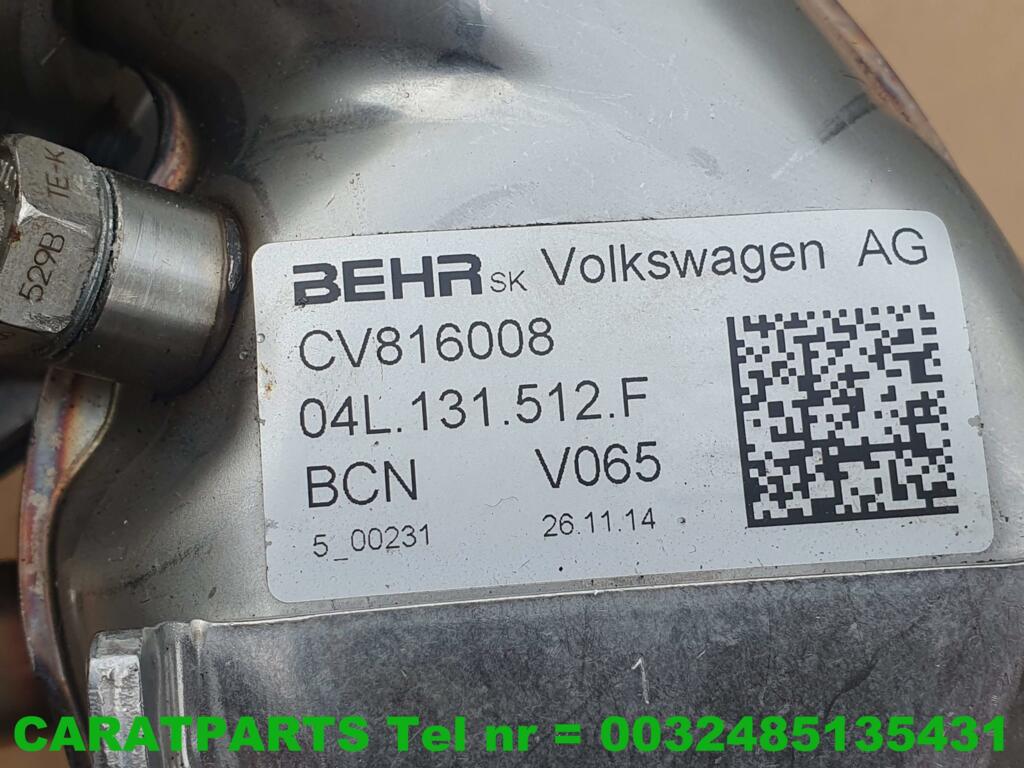 TE-K
529B
BEHR SK Volkswagen AG
CV816008
04L.131.512.F
BCN V065
5_00231 26.11.14
1
CARATPARTS Tel nr = 0032485135431